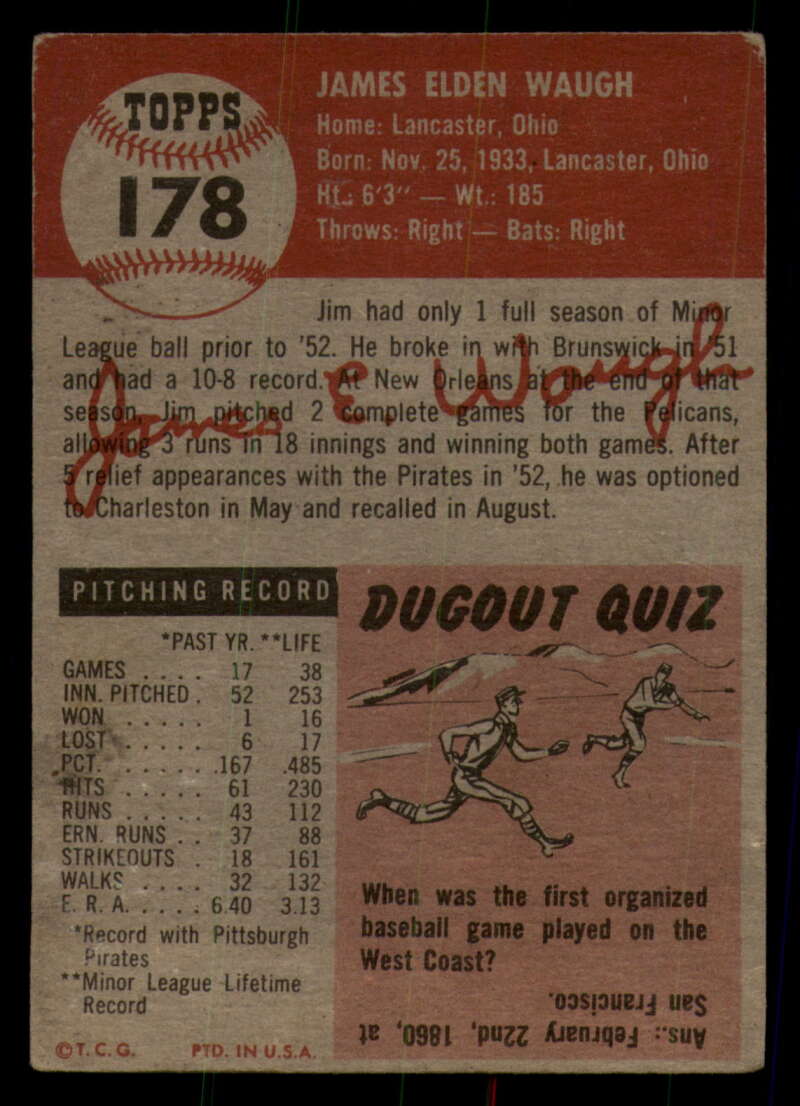 TOPPS
178
JAMES ELDEN WAUGH
Home: Lancaster, Ohio
Born: Nov. 25, 1933, Lancaster, Ohio
Ht.: 6'3" — Wt.: 185
Throws: Right — Bats: Right
Jim had only 1 full season of Minor
League ball prior to '52. He broke in with Brunswick in '51
and had a 10-8 record. At New Orleans at the end of that
season, Jim pitched 2 complete games for the Pelicans,
allowing 3 runs in 18 innings and winning both games. After
5 relief appearances with the Pirates in '52, he was optioned
to Charleston in May and recalled in August.
James E Waugh
PITCHING RECORD
*PAST YR. **LIFE
GAMES . . . . 17 38
INN. PITCHED . 52 253
WON . . . . . 1 16
LOST . . . . . 6 17
PCT. . . . . . .167 .485
HITS . . . . . 61 230
RUNS . . . . . 43 112
ERN. RUNS . . 37 88
STRIKEOUTS . 18 161
WALKS . . . . 32 132
E. R. A. . . . . 6.40 3.13
*Record with Pittsburgh
Pirates
**Minor League Lifetime
Record
© T. C. G. PTD. IN U.S.A.
DUGOUT QUIZ
When was the first organized
baseball game played on the
West Coast?
Ans.: February 22nd, 1860, at
San Francisco.